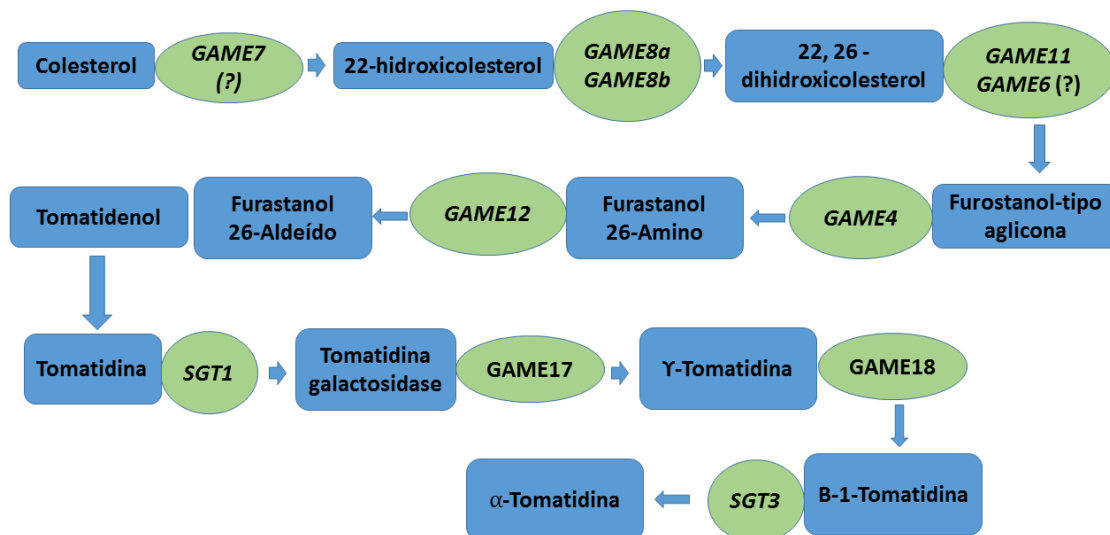 Colesterol
GAME7
(?)
22-hidroxicolesterol
GAME8a
GAME8b
22, 26 -
dihidroxicolesterol
GAME11
GAME6 (?)
Tomatidenol
Furastanol
26-Aldeído
GAME12
Furastanol
26-Amino
GAME4
Furostanol-tipo
aglicona
Tomatidina
SGT1
Tomatidina
galactosidase
GAME17
ϒ-Tomatidina
GAME18
α-Tomatidina
SGT3
B-1-Tomatidina